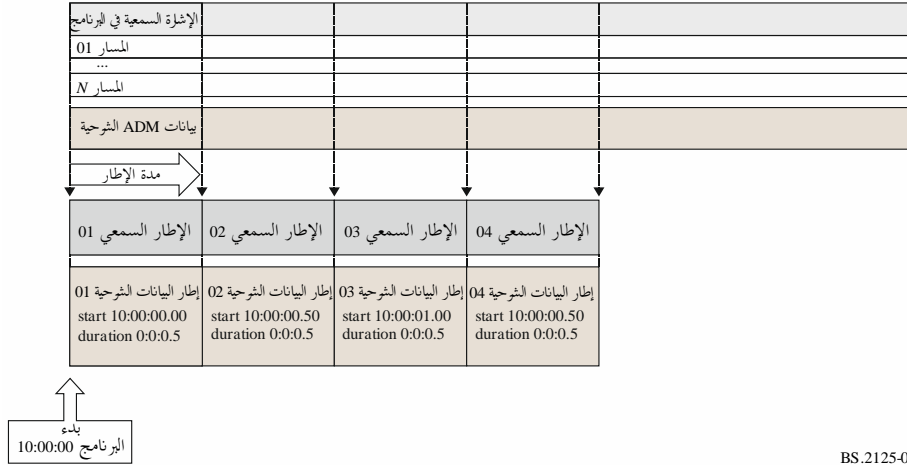 الإشارة السمعية في البرنامج
المسار 01
...
المسار N
بيانات ADM الشرحية
مدة الإطار
الإطار السمعي 01
الإطار السمعي 02
الإطار السمعي 03
الإطار السمعي 04
إطار البيانات الشرحية 01
start 10:00:00.00
duration 0:0:0.5
إطار البيانات الشرحية 02
start 10:00:00.50
duration 0:0:0.5
إطار البيانات الشرحية 03
start 10:00:01.00
duration 0:0:0.5
إطار البيانات الشرحية 04
start 10:00:00.50
duration 0:0:0.5
بدء
البرنامج 10:00:00
BS.2125-0